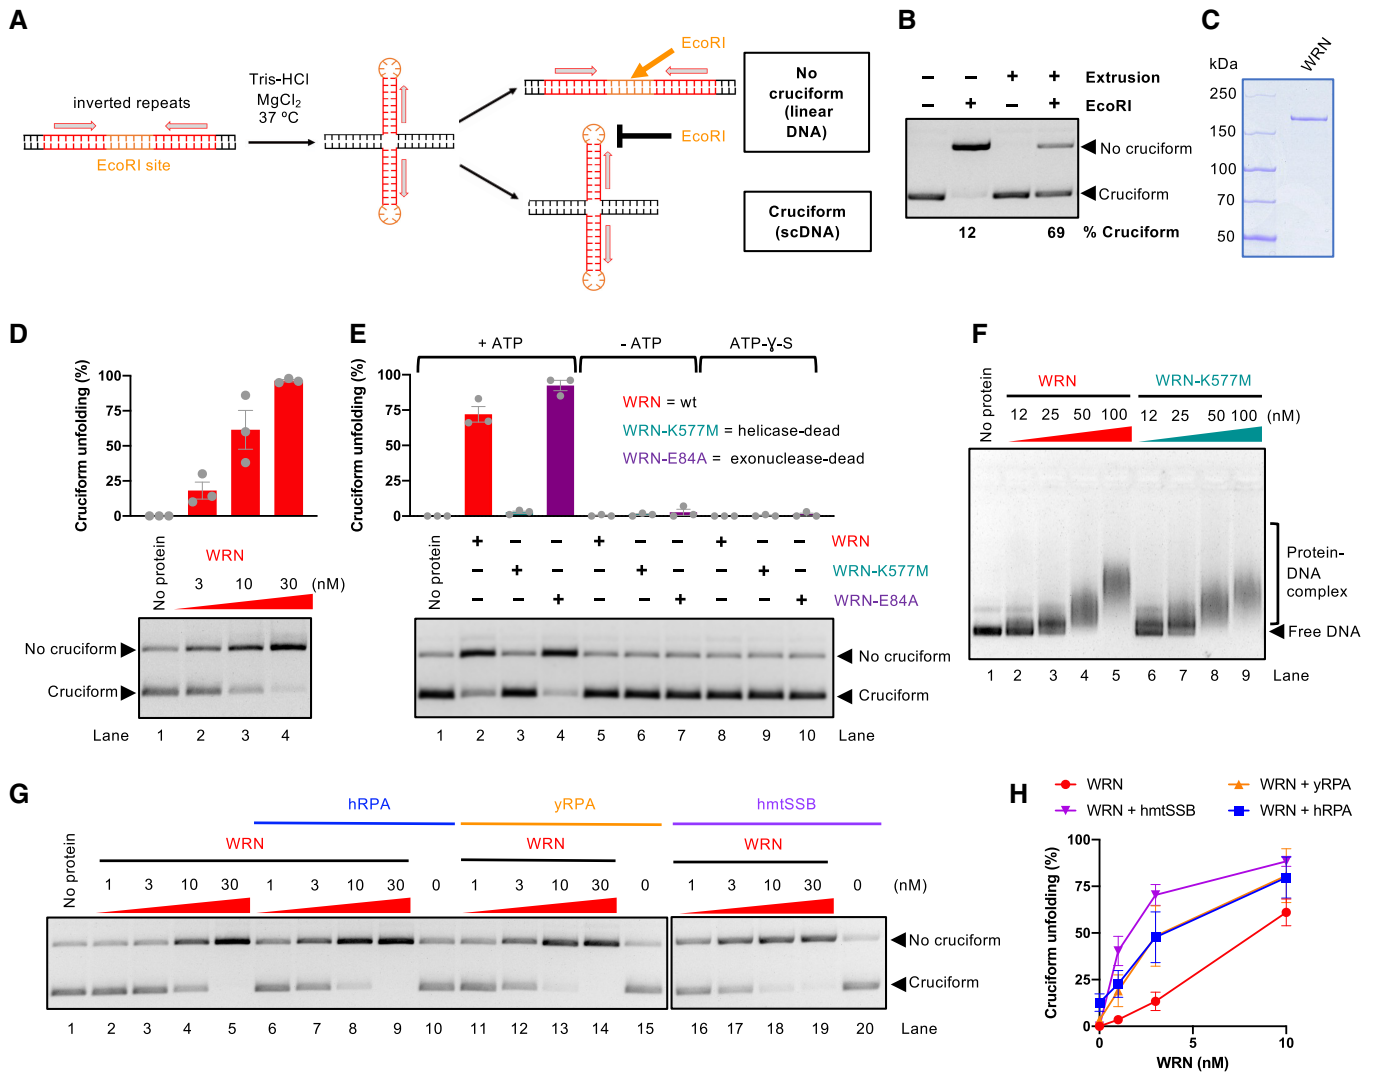 A
inverted repeats
EcoRI site
Tris-HCl
MgCl₂
37 ºC
EcoRI
EcoRI
No
cruciform
(linear
DNA)
Cruciform
(scDNA)
B
– – + + Extrusion
– + – + EcoRI
No cruciform
Cruciform
12 69 % Cruciform
C
WRN
kDa
250
150
100
70
50
D
Cruciform unfolding (%)
100
75
50
25
0
No protein
WRN
3 10 30 (nM)
No cruciform
Cruciform
1 2 3 4
Lane
E
Cruciform unfolding (%)
100
75
50
25
0
+ ATP - ATP ATP-Ɣ-S
WRN = wt
WRN-K577M = helicase-dead
WRN-E84A = exonuclease-dead
No protein
+ – – + – – + – – WRN
– + – – + – – + – WRN-K577M
– – + – – + – – + WRN-E84A
No cruciform
Cruciform
1 2 3 4 5 6 7 8 9 10 Lane
F
No protein
WRN WRN-K577M
12 25 50 100 12 25 50 100 (nM)
Protein-
DNA
complex
Free DNA
1 2 3 4 5 6 7 8 9 Lane
G
hRPA yRPA hmtSSB
No protein
WRN WRN WRN
1 3 10 30 1 3 10 30 0 1 3 10 30 0 1 3 10 30 0 (nM)
No cruciform
Cruciform
1 2 3 4 5 6 7 8 9 10 11 12 13 14 15 16 17 18 19 20 Lane
H
WRN WRN + yRPA
WRN + hmtSSB WRN + hRPA
Cruciform unfolding (%)
100
75
50
25
0
0 5 10
WRN (nM)